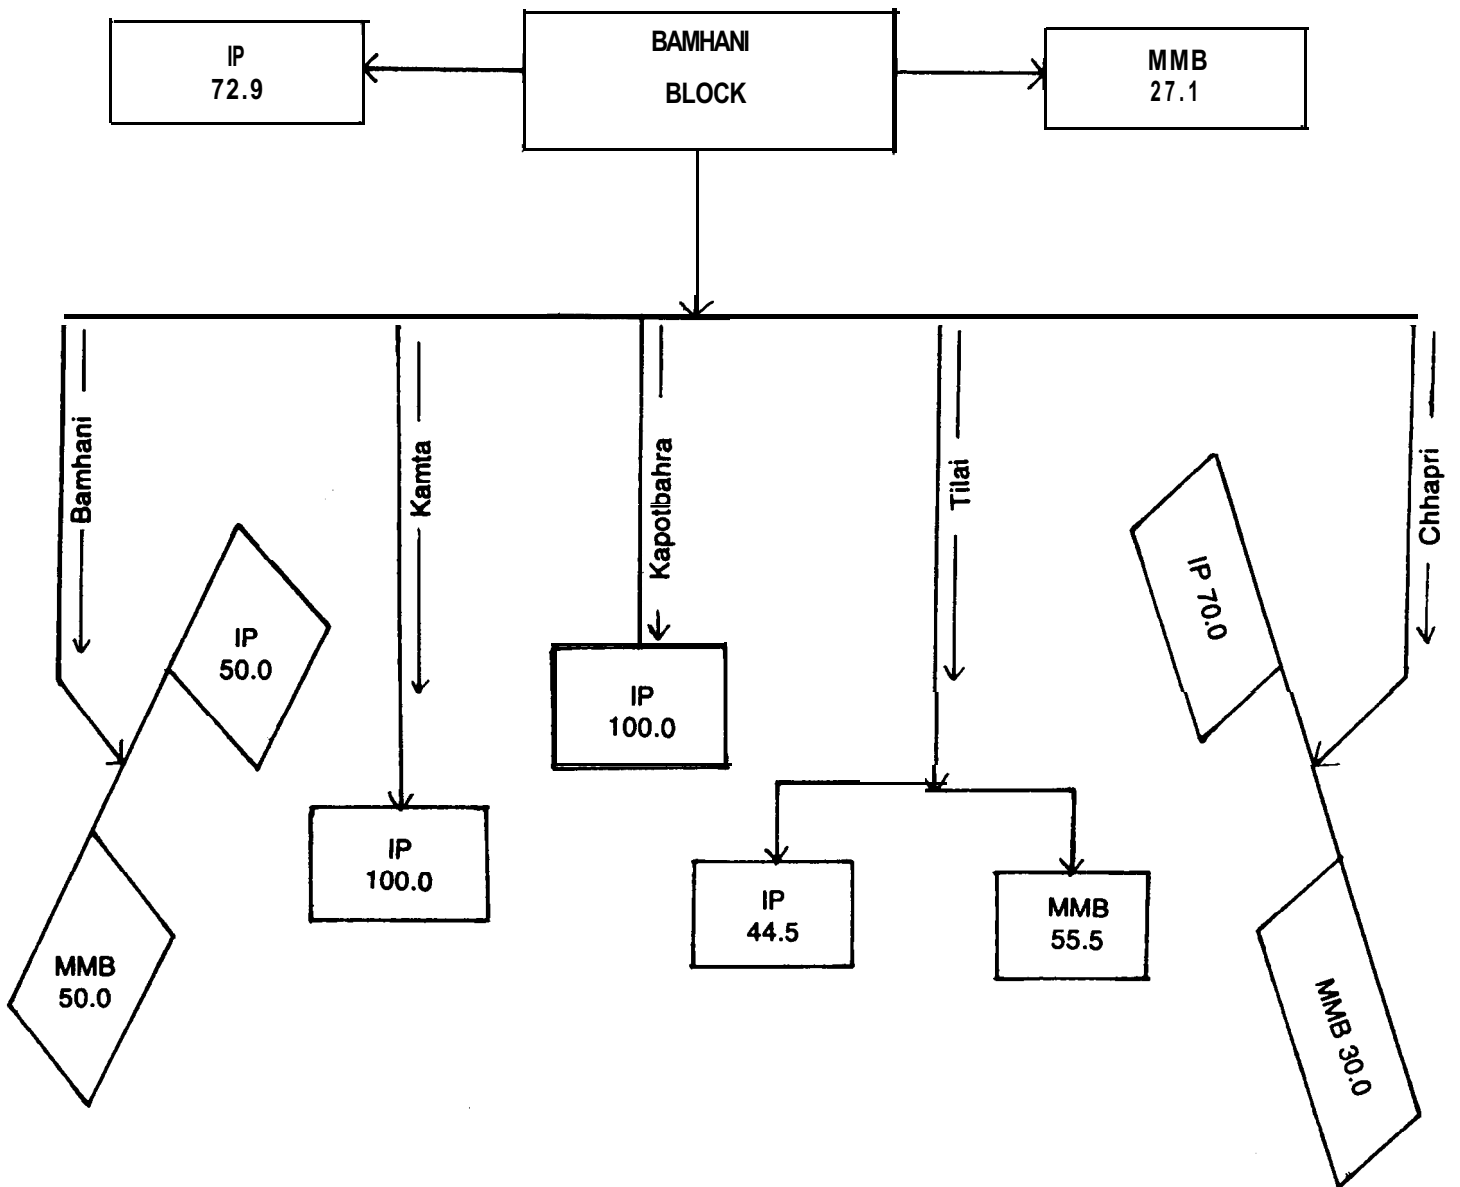 IP
72.9
BAMHANI
BLOCK
MMB
27.1
Bamhani
Kamta
Kapotibahra
Tilai
Chhapri
IP
50.0
MMB
50.0
IP
100.0
IP
100.0
IP
44.5
MMB
55.5
IP 70.0
MMB 30.0